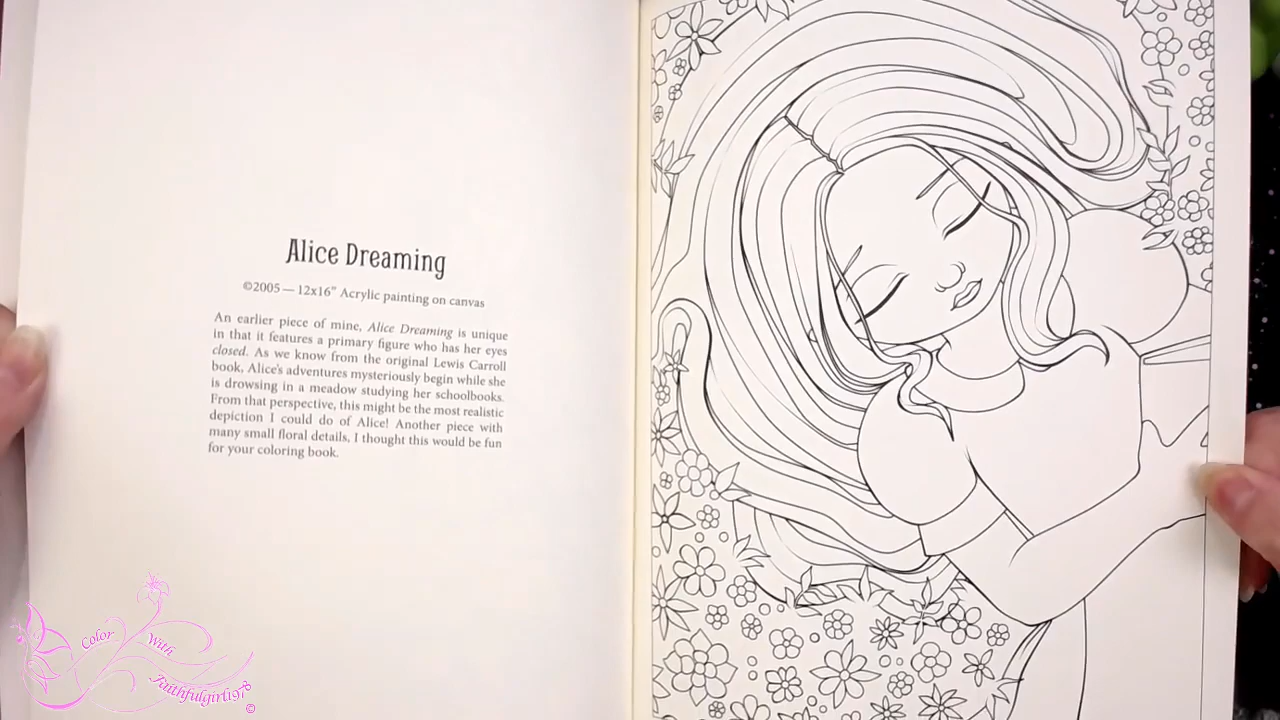 Alice Dreaming
©2005 — 12x16" Acrylic painting on canvas
An earlier piece of mine, Alice Dreaming is unique
in that it features a primary figure who has her eyes
closed. As we know from the original Lewis Carroll
book, Alice's adventures mysteriously begin while she
is drowsing in a meadow studying her schoolbooks.
From that perspective, this might be the most realistic
depiction I could do of Alice! Another piece with
many small floral details, I thought this would be fun
for your coloring book.
Color With
Faithfulgirl1978
©